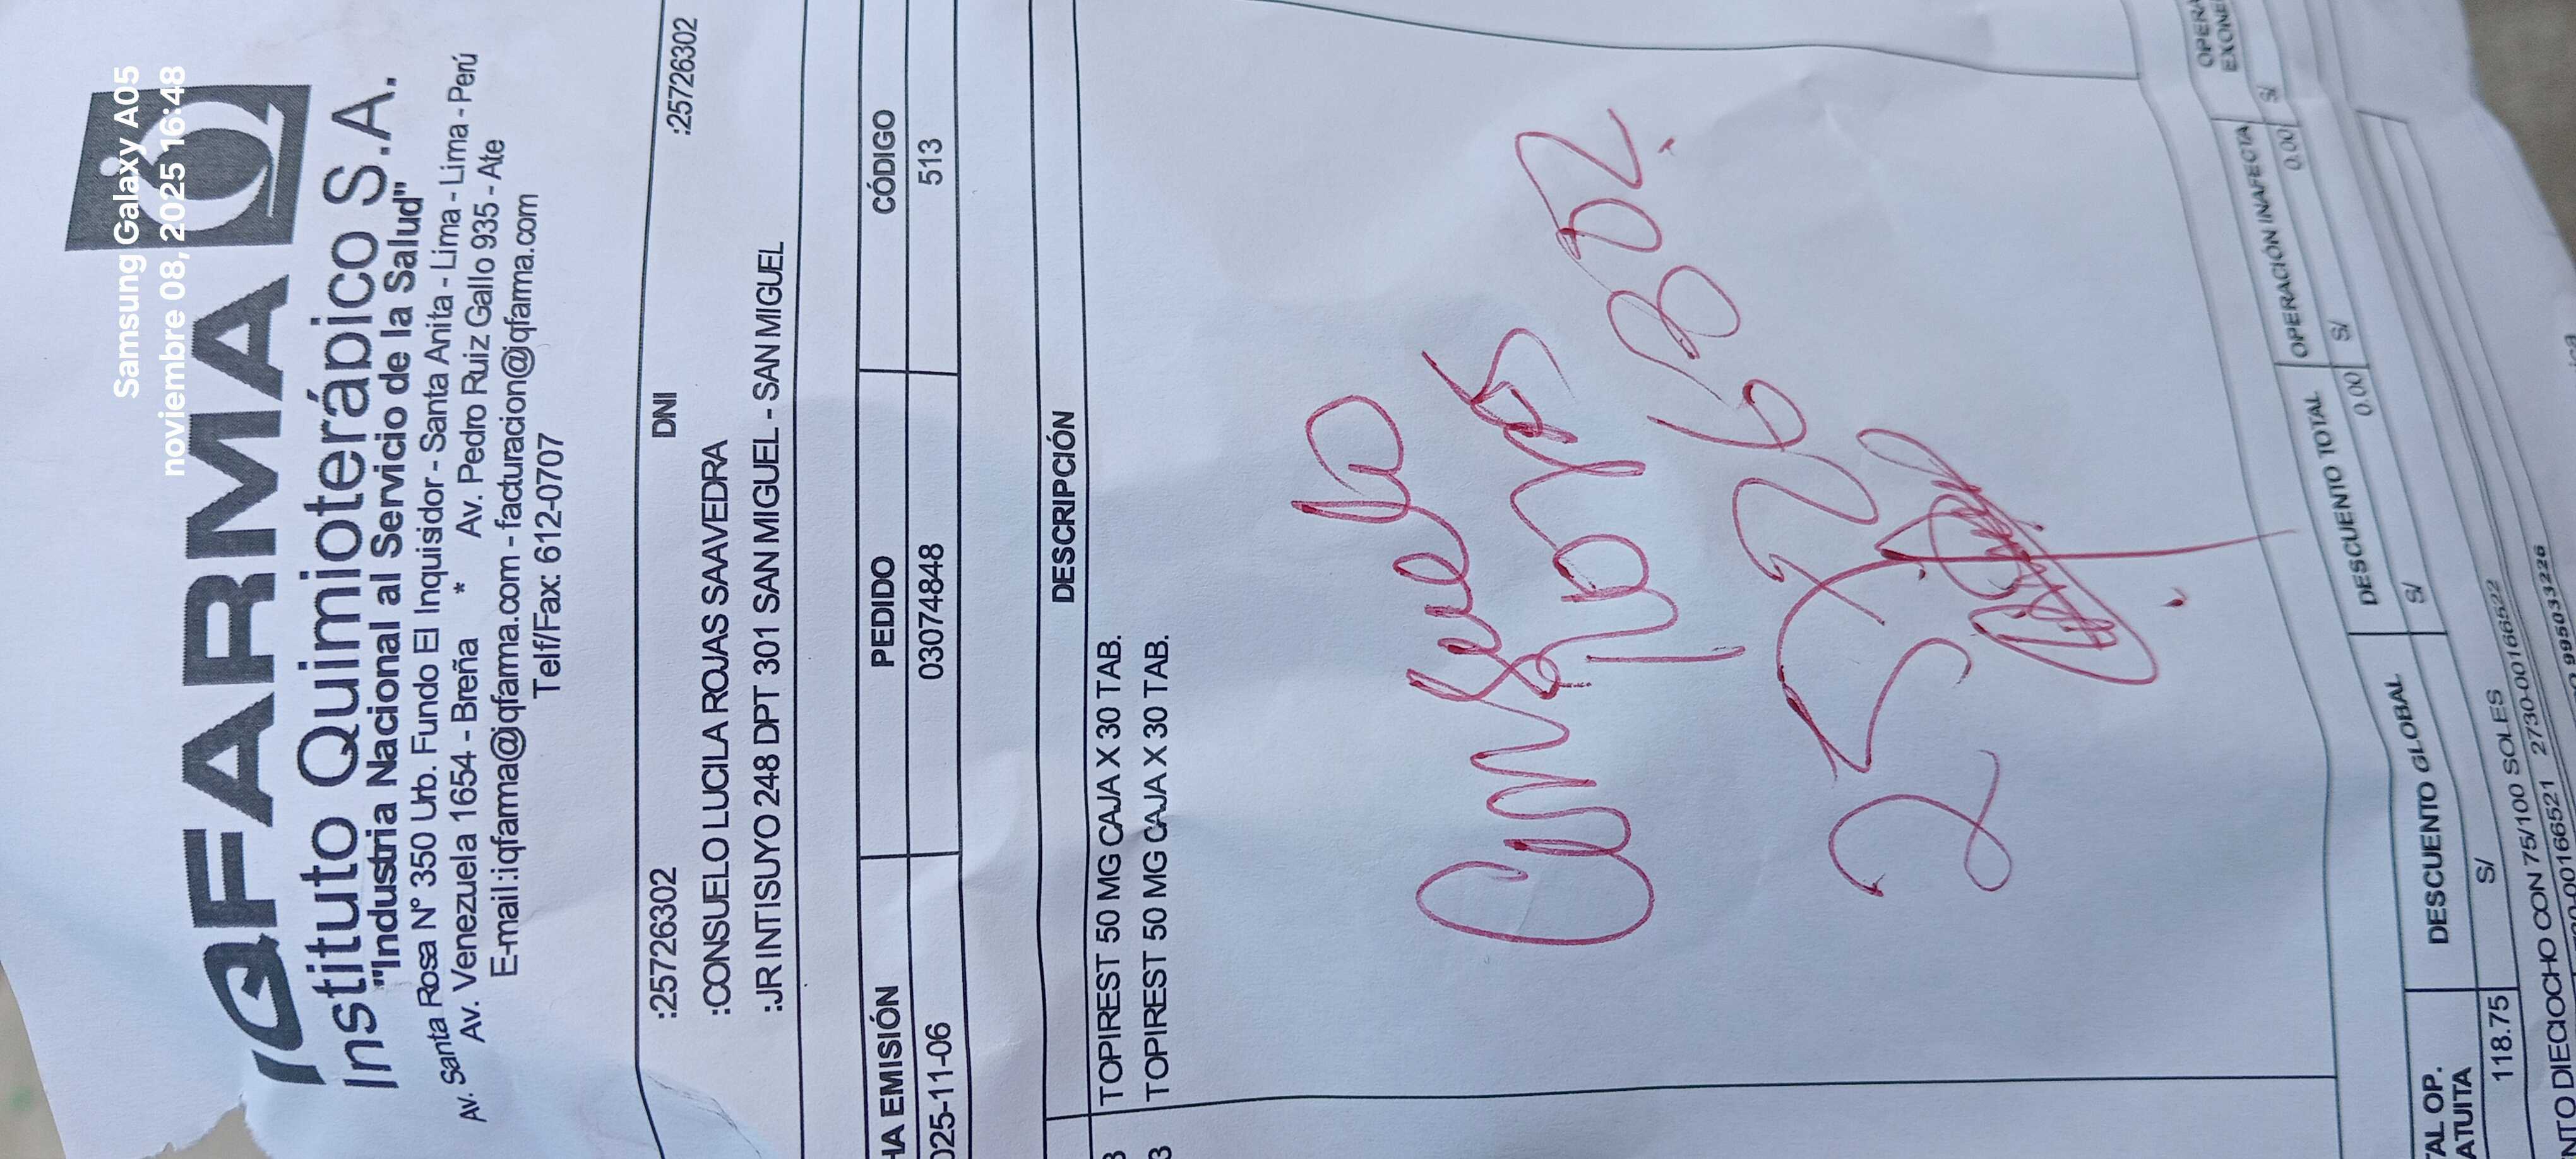 Samsung Galaxy A05
noviembre 08, 2025 16:48
IQFARMA
Instituto Quimioterápico S.A.
"Industria Nacional al Servicio de la Salud"
Av. Santa Rosa N° 350 Urb. Fundo El Inquisidor - Santa Anita - Lima - Lima - Perú
Av. Venezuela 1654 - Breña * Av. Pedro Ruiz Gallo 935 - Ate
E-mail:iqfarma@iqfarma.com - facturacion@iqfarma.com
Telf/Fax: 612-0707
:25726302 DNI :25726302
:CONSUELO LUCILA ROJAS SAAVEDRA
:JR INTISUYO 248 DPT 301 SAN MIGUEL - SAN MIGUEL
HA EMISIÓN PEDIDO CÓDIGO
025-11-06 03074848 513
DESCRIPCIÓN
TOPIREST 50 MG CAJA X 30 TAB.
TOPIREST 50 MG CAJA X 30 TAB.
Consuelo
Rojas
25726302
TAL OP. ATUITA DESCUENTO GLOBAL DESCUENTO TOTAL OPERACIÓN INAFECTA OPERA EXONE
118.75 S/ S/ 0.00 S/ 0.00 S/
NTO DIECIOCHO CON 75/100 SOLES
00166521 2730-00166522
995033226